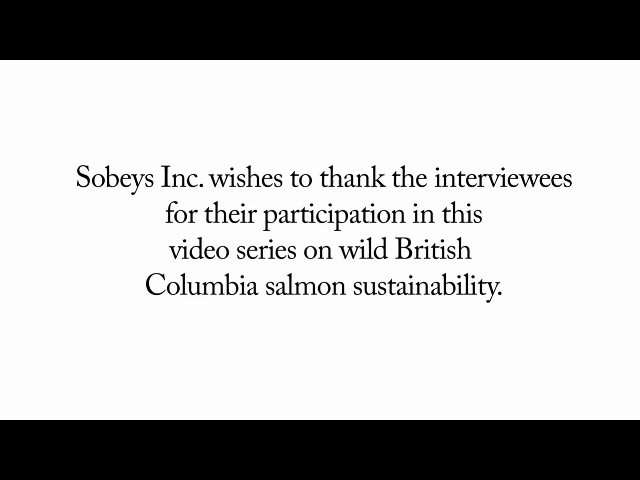 Sobeys Inc. wishes to thank the interviewees
for their participation in this
video series on wild British
Columbia salmon sustainability.